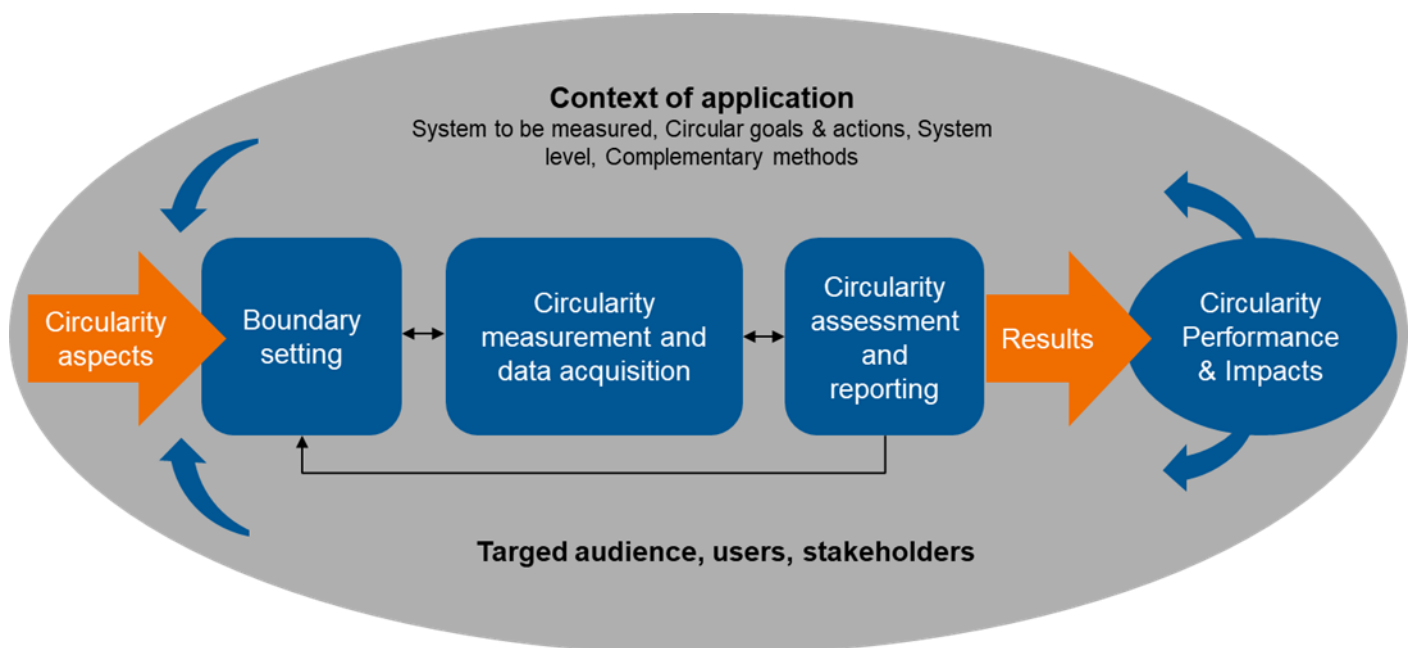 Context of application
System to be measured, Circular goals & actions, System
level, Complementary methods
Circularity
aspects
Boundary
setting
Circularity
measurement and
data acquisition
Circularity
assessment
and
reporting
Results
Circularity
Performance
& Impacts
Targed audience, users, stakeholders